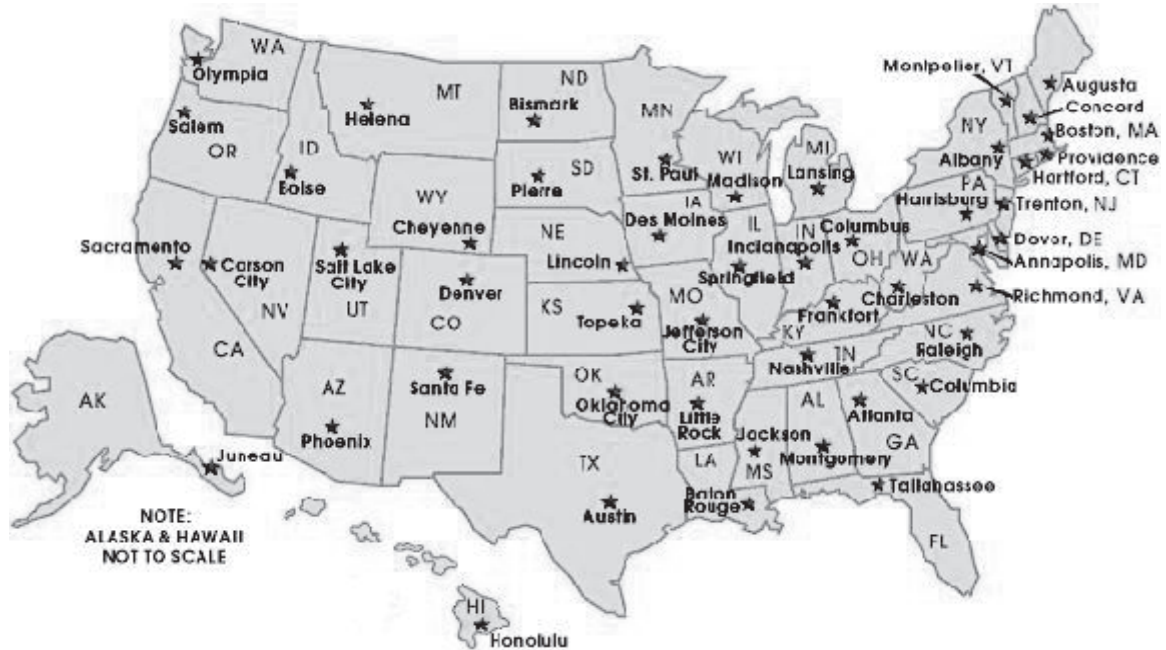 WA
Olympia
Salem
OR
ID
Boise
MT
Helena
ND
Bismark
SD
Pierre
WY
Cheyenne
MN
St. Paul
WI
Madison
MI
Lansing
Montpelier, VT
Augusta
Concord
Boston, MA
NY
Albany
Providence
Hartford, CT
PA
Harrisburg
Trenton, NJ
Dover, DE
Annapolis, MD
Richmond, VA
Sacramento
Carson
City
NV
CA
Salt Lake
City
UT
Denver
CO
NE
Lincoln
KS
Topeka
IA
Des Moines
IL
Springfield
IN
Indianapolis
Columbus
OH
WA
Charleston
MO
Jefferson
City
KY
Frankfort
TN
Nashville
NC
Raleigh
SC
Columbia
AZ
Phoenix
Santa Fe
NM
OK
Oklahoma
City
AR
Little
Rock
TX
Austin
LA
Baton
Rouge
Jackson
MS
AL
Montgomery
Atlanta
GA
Tallahassee
FL
AK
Juneau
NOTE:
ALASKA & HAWAII
NOT TO SCALE
HI
Honolulu